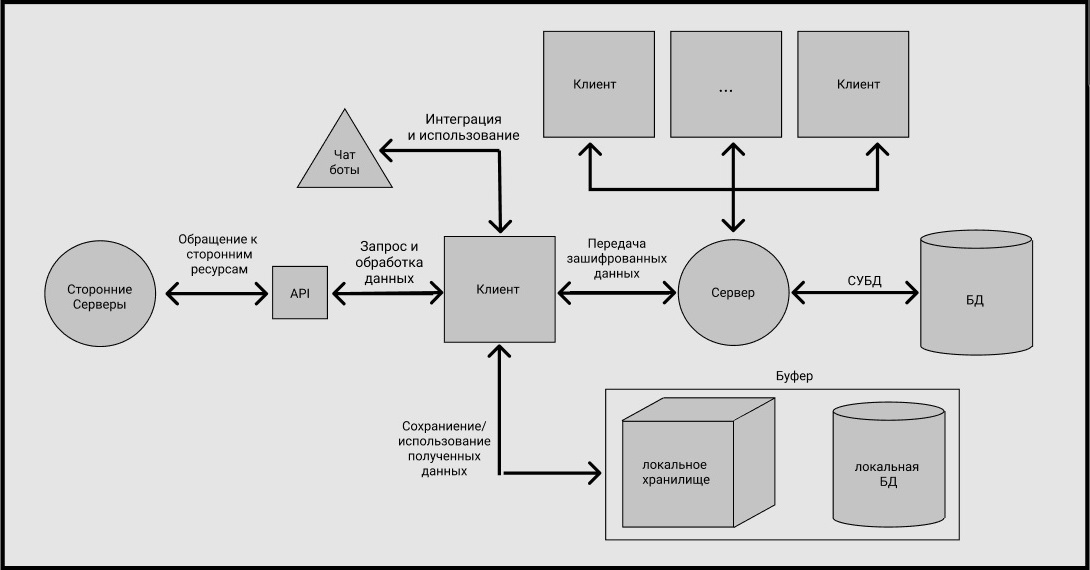 Клиент
...
Клиент
Интеграция
и использование
Чат
боты
Обращение к
сторонним
ресурсам
Запрос и
обработка
данных
Передача
зашифрованных
данных
Сторонние
Серверы
API
Клиент
Сервер
СУБД
БД
Буфер
Сохраниение/
использование
полученных
данных
локальное
хранилище
локальная
БД